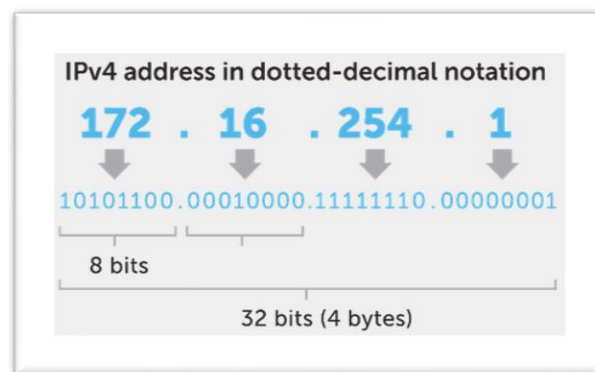 IPv4 address in dotted-decimal notation
172 . 16 . 254 . 1
10101100.00010000.11111110.00000001
8 bits
32 bits (4 bytes)